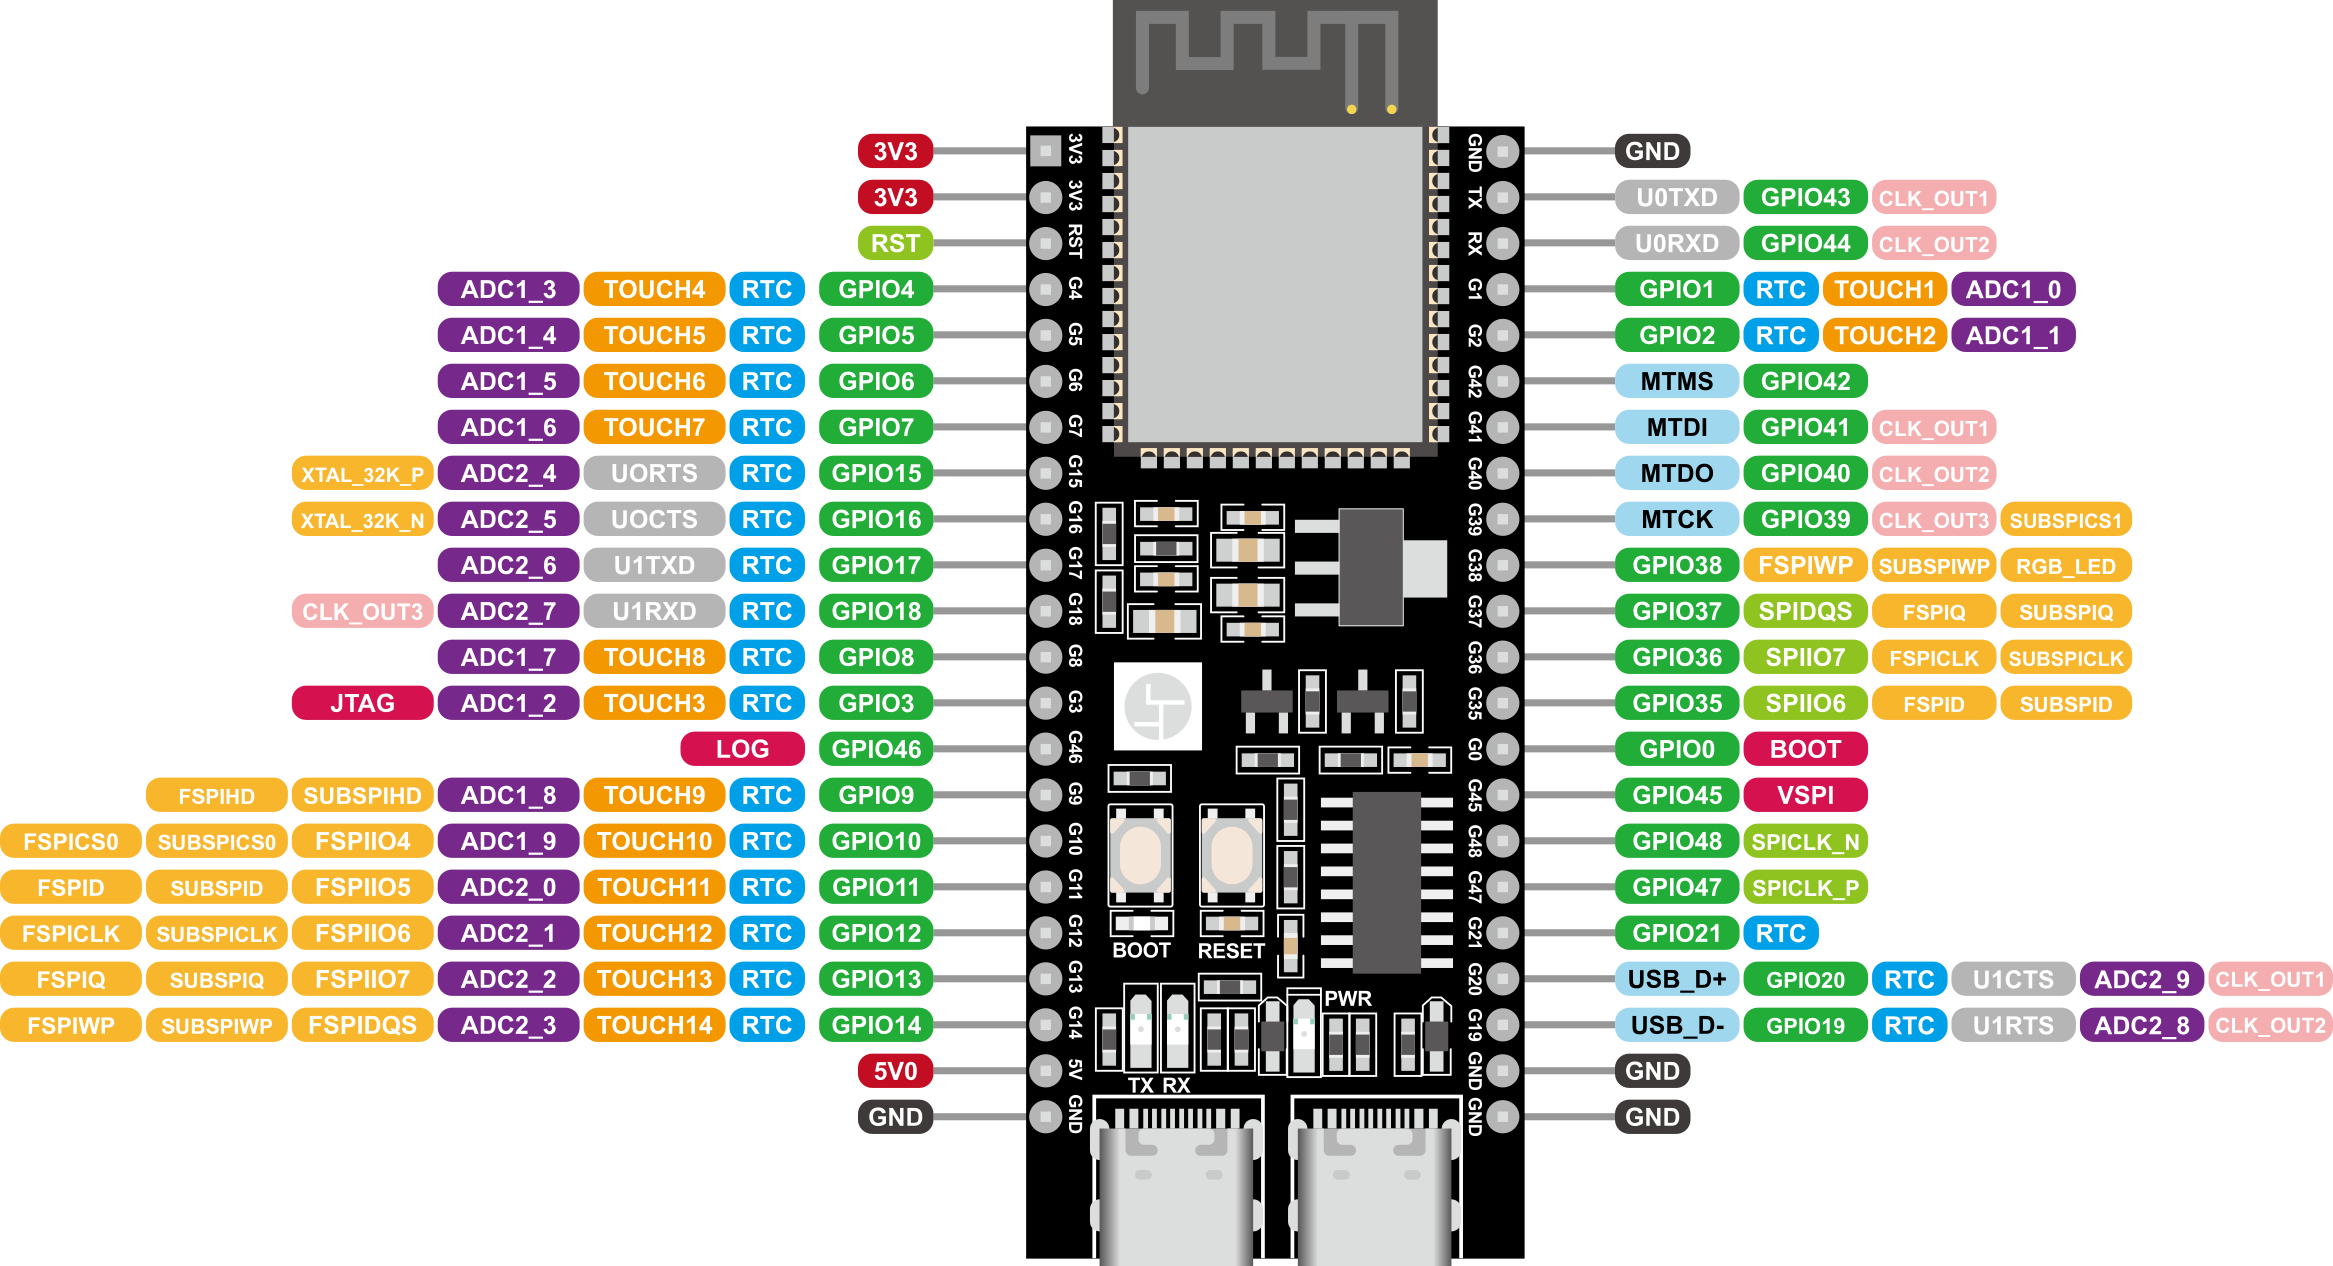 3V3 3V3 GND GND
3V3 3V3 TX U0TXD GPIO43 CLK_OUT1
RST RST RX U0RXD GPIO44 CLK_OUT2
ADC1_3 TOUCH4 RTC GPIO4 G4 G1 GPIO1 RTC TOUCH1 ADC1_0
ADC1_4 TOUCH5 RTC GPIO5 G5 G2 GPIO2 RTC TOUCH2 ADC1_1
ADC1_5 TOUCH6 RTC GPIO6 G6 G42 MTMS GPIO42
ADC1_6 TOUCH7 RTC GPIO7 G7 G41 MTDI GPIO41 CLK_OUT1
XTAL_32K_P ADC2_4 UORTS RTC GPIO15 G15 G40 MTDO GPIO40 CLK_OUT2
XTAL_32K_N ADC2_5 UOCTS RTC GPIO16 G16 G39 MTCK GPIO39 CLK_OUT3 SUBSPICS1
ADC2_6 U1TXD RTC GPIO17 G17 G38 GPIO38 FSPIWP SUBSPIWP RGB_LED
CLK_OUT3 ADC2_7 U1RXD RTC GPIO18 G18 G37 GPIO37 SPIDQS FSPIQ SUBSPIQ
ADC1_7 TOUCH8 RTC GPIO8 G8 G36 GPIO36 SPIIO7 FSPICLK SUBSPICLK
JTAG ADC1_2 TOUCH3 RTC GPIO3 G3 G35 GPIO35 SPIIO6 FSPID SUBSPID
LOG GPIO46 G46 G0 GPIO0 BOOT
FSPIHD SUBSPIHD ADC1_8 TOUCH9 RTC GPIO9 G9 G45 GPIO45 VSPI
FSPICS0 SUBSPICS0 FSPIIO4 ADC1_9 TOUCH10 RTC GPIO10 G10 G48 GPIO48 SPICLK_N
FSPID SUBSPID FSPIIO5 ADC2_0 TOUCH11 RTC GPIO11 G11 G47 GPIO47 SPICLK_P
FSPICLK SUBSPICLK FSPIIO6 ADC2_1 TOUCH12 RTC GPIO12 G12 G21 GPIO21 RTC
BOOT RESET
FSPIQ SUBSPIQ FSPIIO7 ADC2_2 TOUCH13 RTC GPIO13 G13 G20 USB_D+ GPIO20 RTC U1CTS ADC2_9 CLK_OUT1
PWR
FSPIWP SUBSPIWP FSPIDQS ADC2_3 TOUCH14 RTC GPIO14 G14 G19 USB_D- GPIO19 RTC U1RTS ADC2_8 CLK_OUT2
5V0 5V GND GND
TX RX
GND GND GND GND